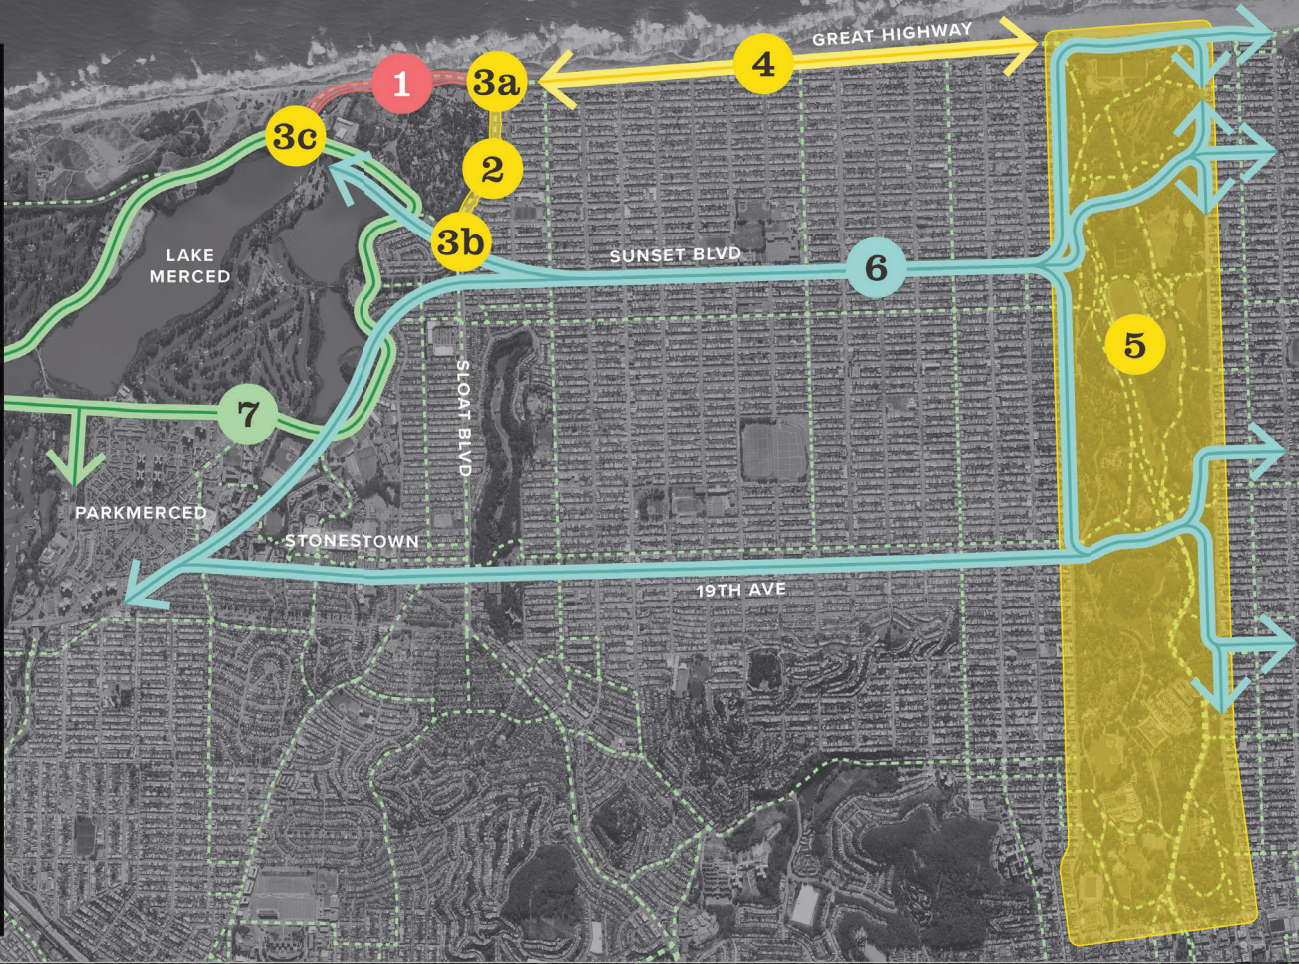 GREAT HIGHWAY
4
1
3a
3c
2
3b
SUNSET BLVD
6
LAKE
MERCED
5
7
SLOAT BLVD
PARKMERCED
STONESTOWN
19TH AVE